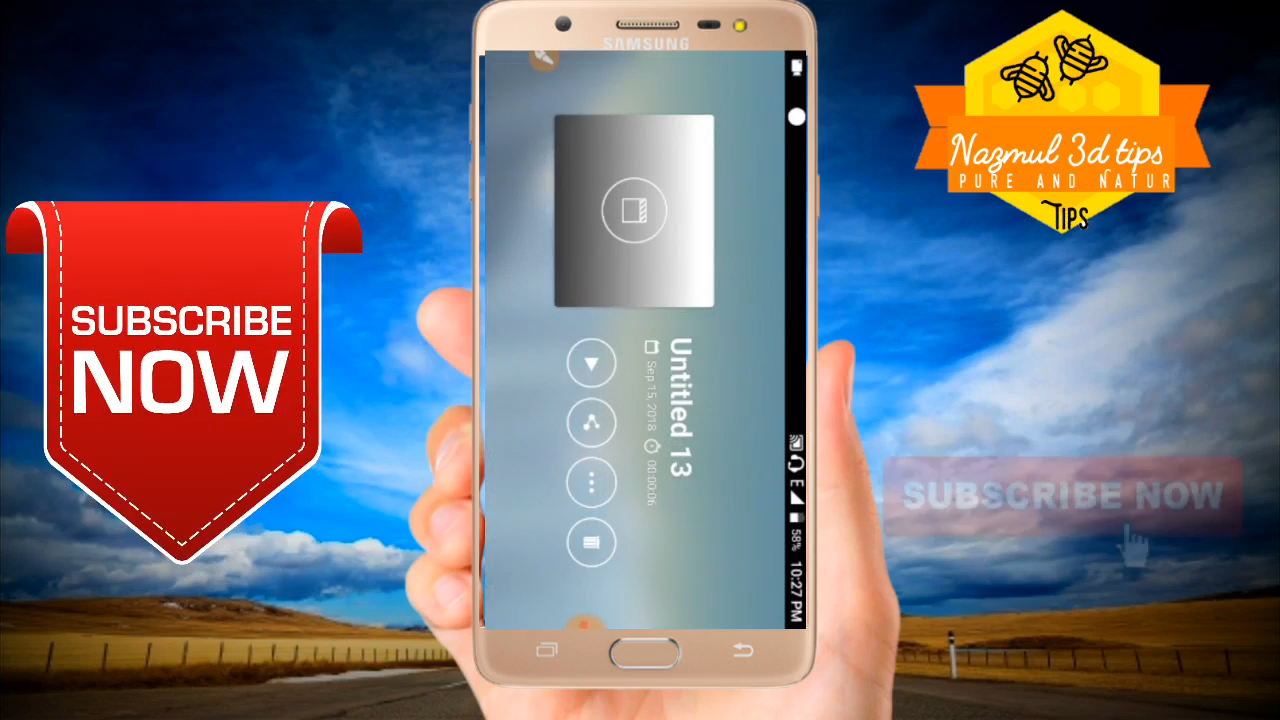 SAMSUNG
Nazmul 3d tips
PURE AND NATUR
TIPS
SUBSCRIBE
NOW
Untitled 13
Sep 15, 2018 00:00:06
E 58% 10:27 PM
SUBSCRIBE NOW